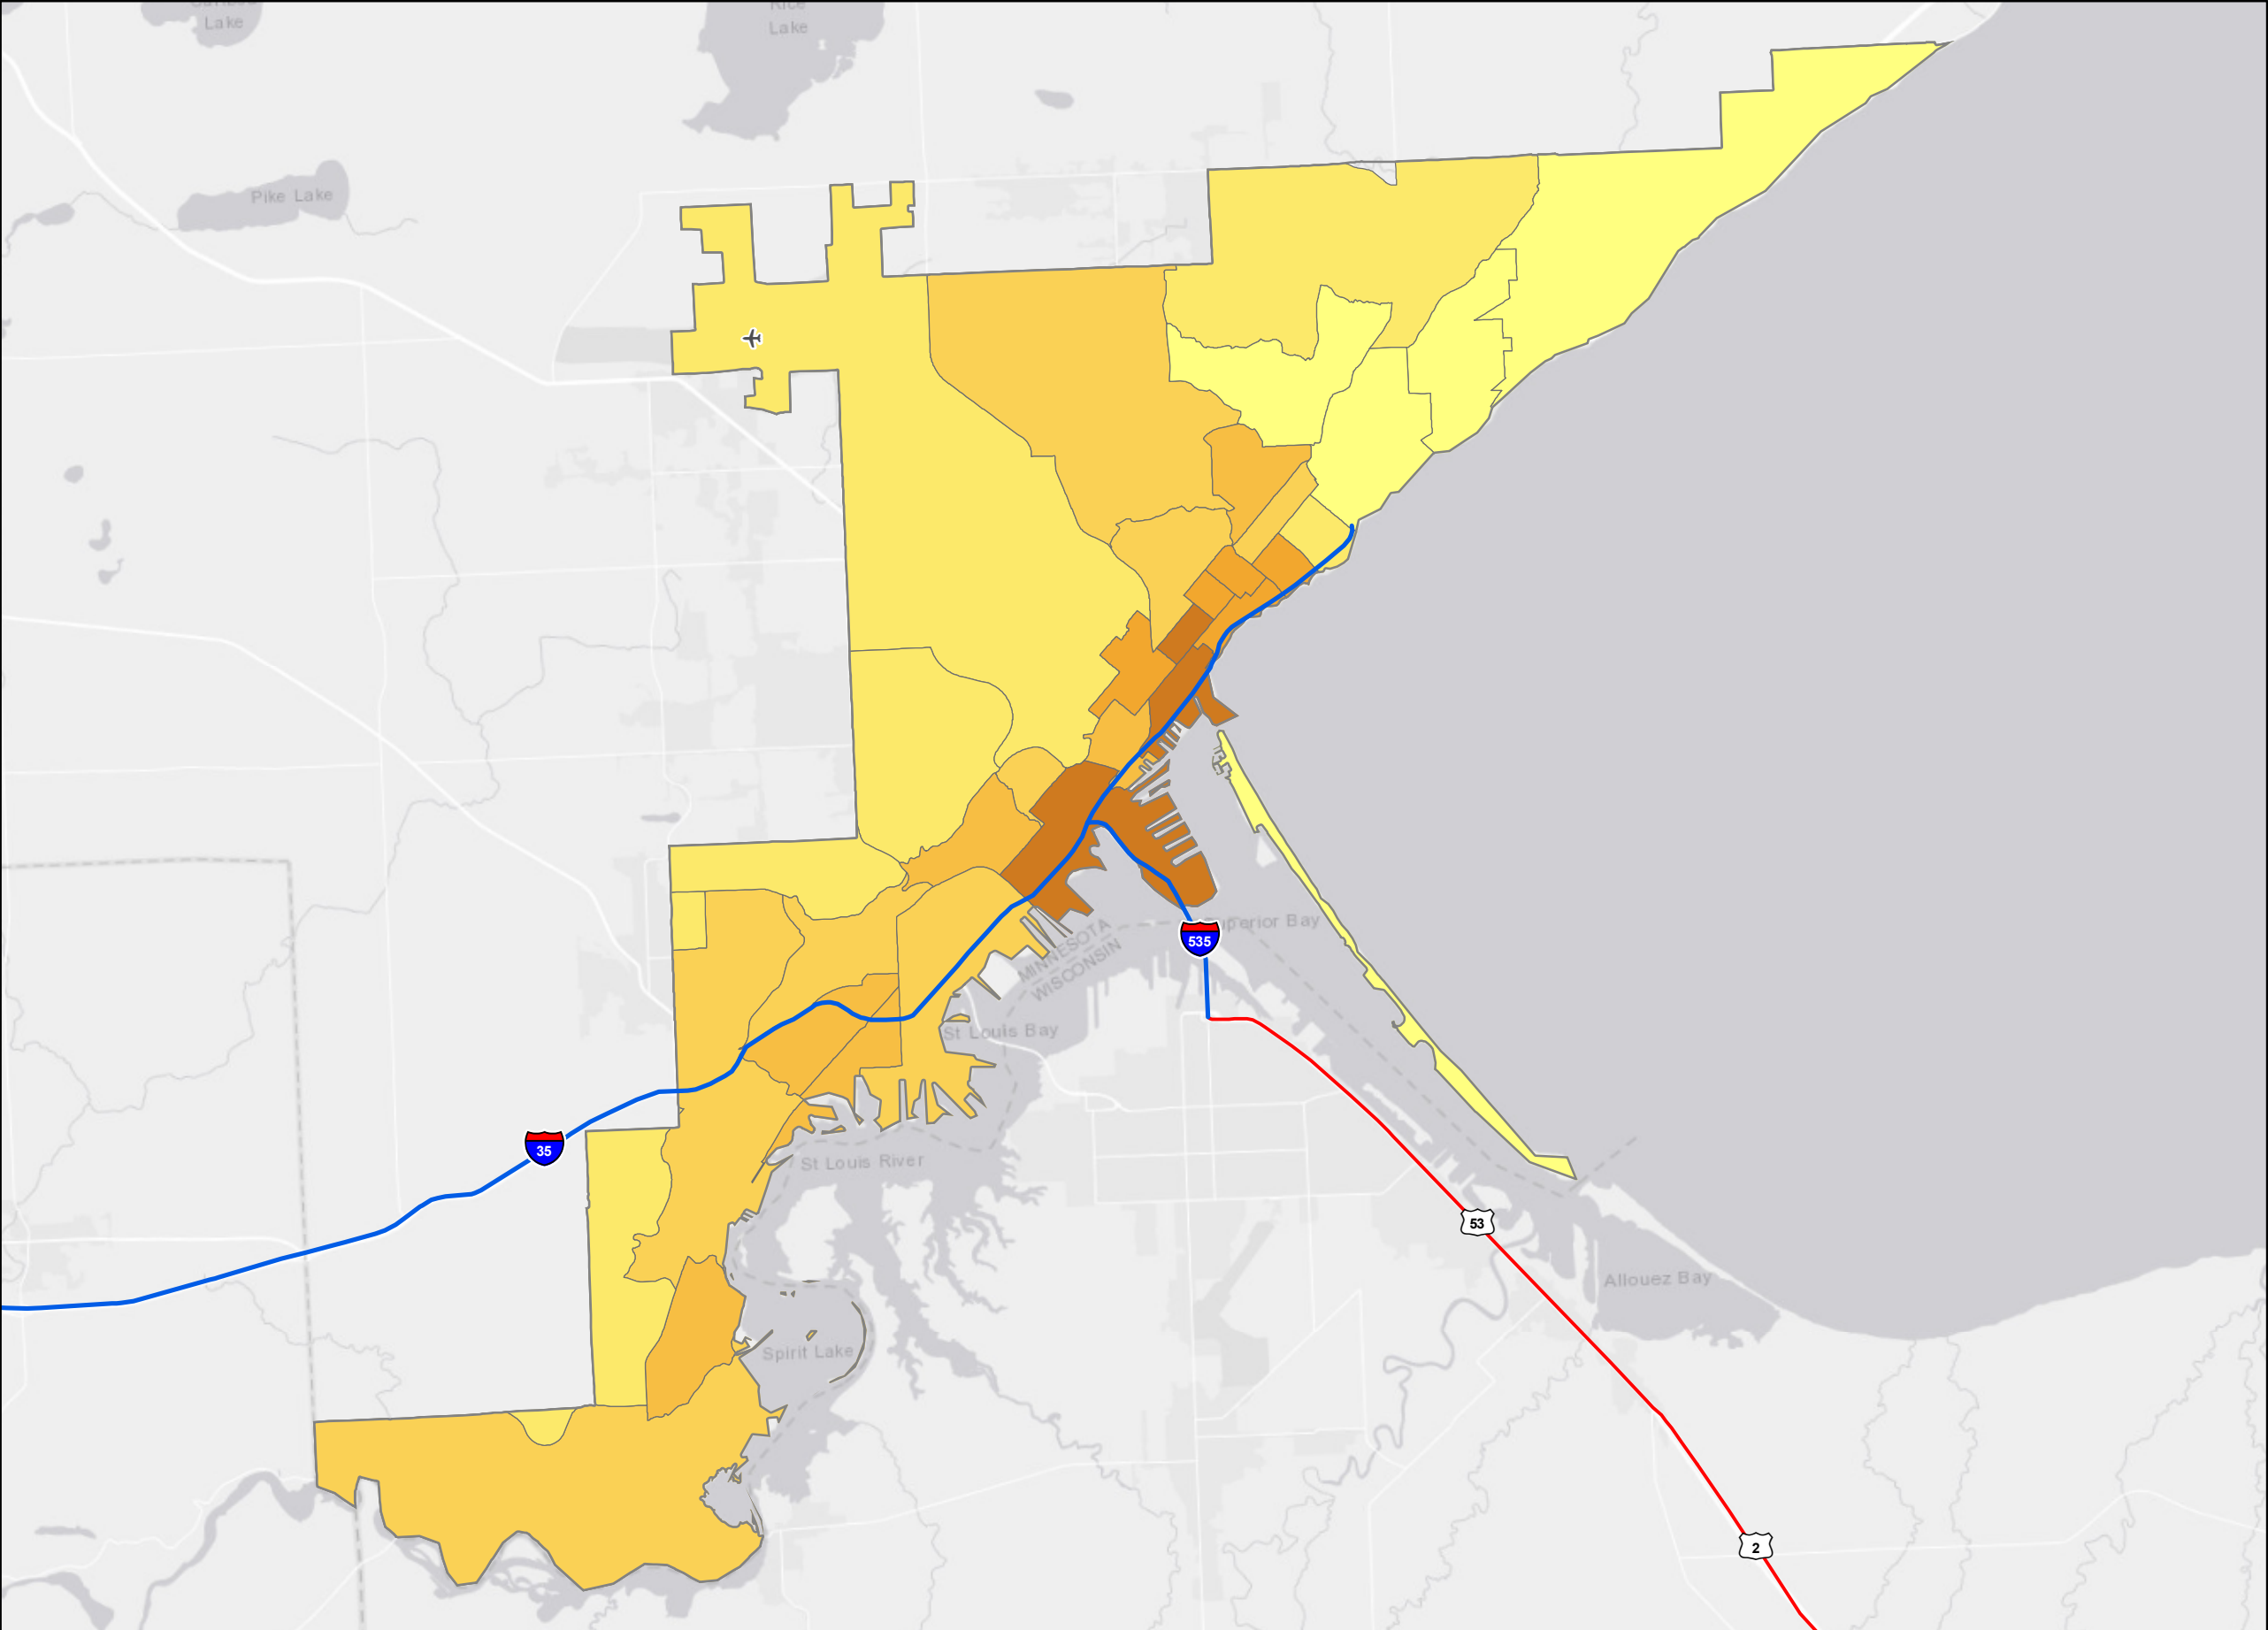 Lake
Rice
Lake
Pike Lake
Superior Bay
535
MINNESOTA
WISCONSIN
St Louis Bay
35
St Louis River
53
Allouez Bay
Spirit Lake
2